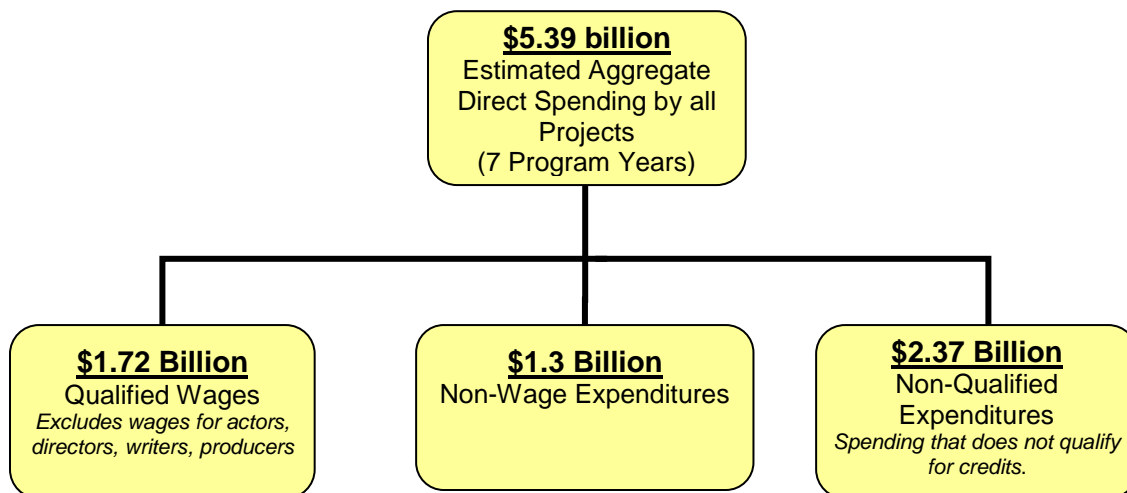 $5.39 billion
Estimated Aggregate
Direct Spending by all
Projects
(7 Program Years)
$1.72 Billion
Qualified Wages
Excludes wages for actors,
directors, writers, producers
$1.3 Billion
Non-Wage Expenditures
$2.37 Billion
Non-Qualified
Expenditures
Spending that does not qualify
for credits.